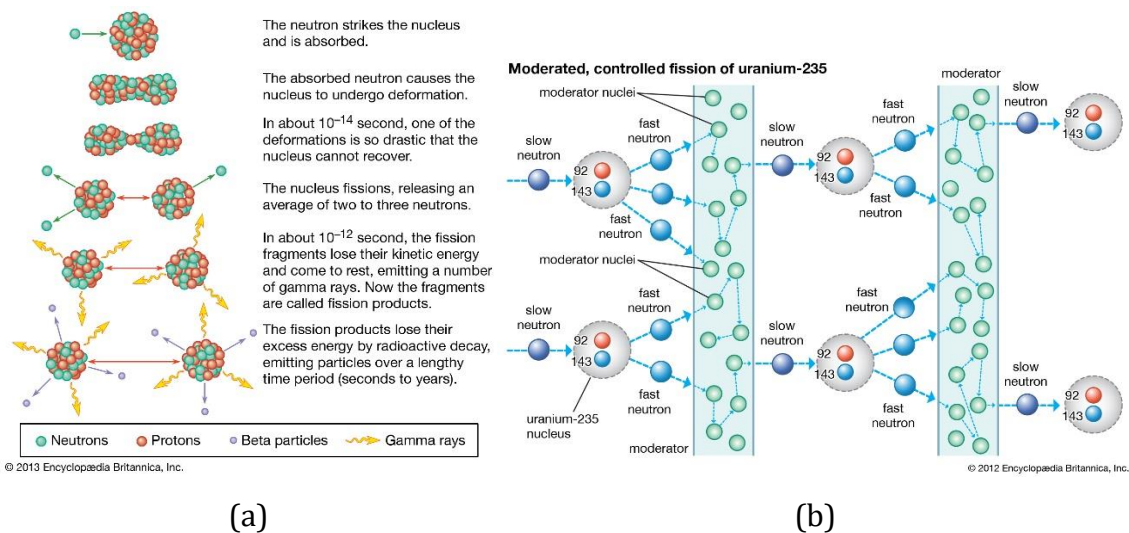 The neutron strikes the nucleus
and is absorbed.
The absorbed neutron causes the
nucleus to undergo deformation.
In about 10⁻¹⁴ second, one of the
deformations is so drastic that the
nucleus cannot recover.
The nucleus fissions, releasing an
average of two to three neutrons.
In about 10⁻¹² second, the fission
fragments lose their kinetic energy
and come to rest, emitting a number
of gamma rays. Now the fragments
are called fission products.
The fission products lose their
excess energy by radioactive decay,
emitting particles over a lengthy
time period (seconds to years).
Neutrons Protons Beta particles Gamma rays
© 2013 Encyclopædia Britannica, Inc.
(a)
Moderated, controlled fission of uranium-235
moderator nuclei
slow
neutron
92
143
fast
neutron
fast
neutron
slow
neutron
92
143
fast
neutron
fast
neutron
moderator
slow
neutron
92
143
moderator nuclei
slow
neutron
92
143
fast
neutron
fast
neutron
uranium-235
nucleus
moderator
slow
neutron
92
143
fast
neutron
fast
neutron
slow
neutron
92
143
© 2012 Encyclopædia Britannica, Inc.
(b)